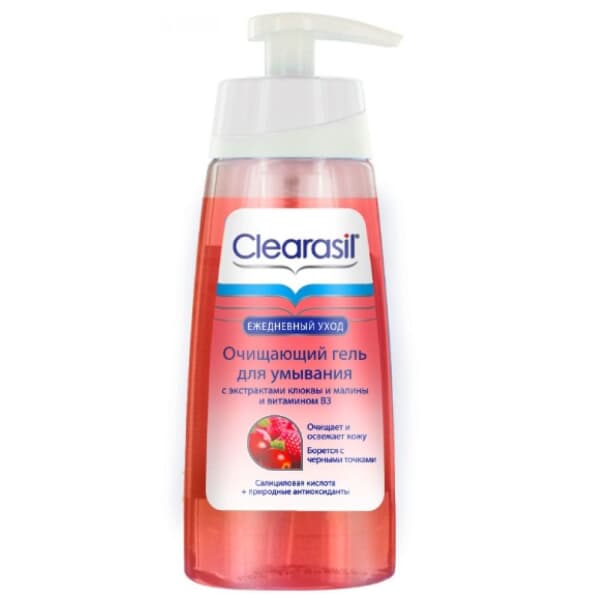 Clearasil®
ЕЖЕДНЕВНЫЙ УХОД
Очищающий гель
для умывания
с экстрактами клюквы и малины
и витамином В3
Очищает и
освежает кожу
Борется с
черными точками
Салициловая кислота
+ природные антиоксиданты